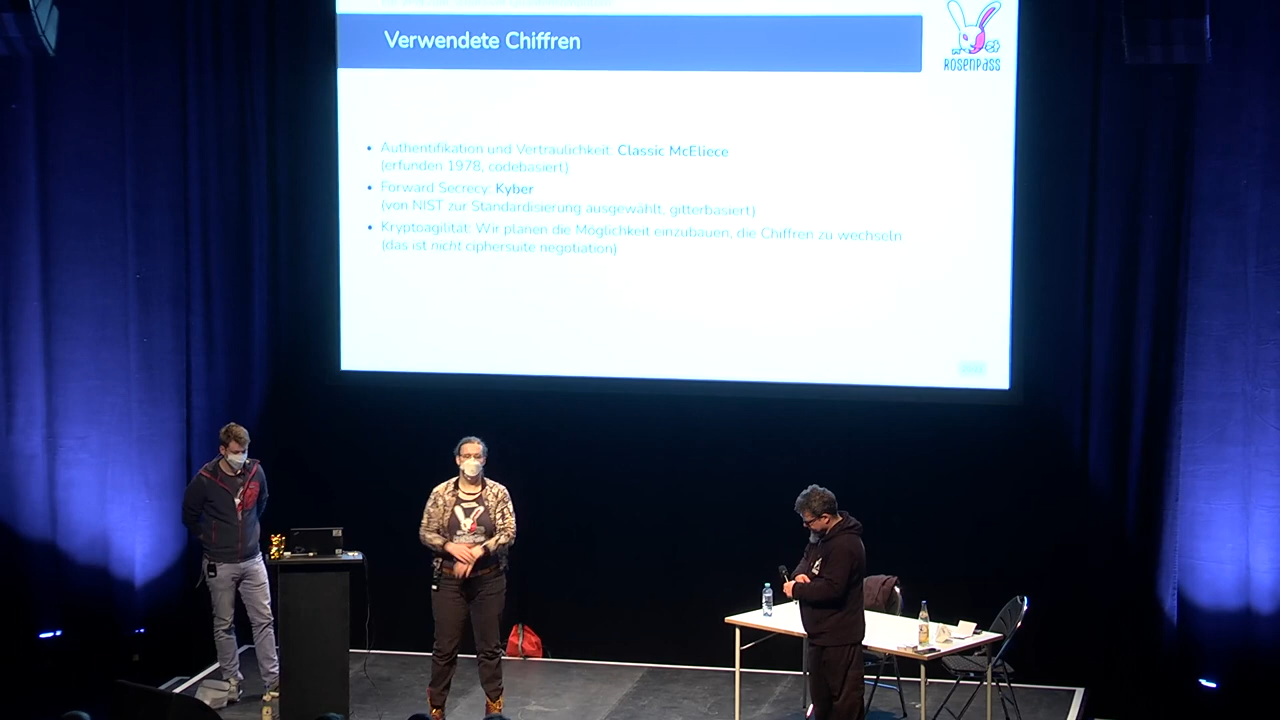 Verwendete Chiffren
ROSENPASS
• Authentifikation und Vertraulichkeit: Classic McEliece
(erfunden 1978, codebasiert)
• Forward Secrecy: Kyber
(von NIST zur Standardisierung ausgewählt, gitterbasiert)
• Kryptoagilität: Wir planen die Möglichkeit einzubauen, die Chiffren zu wechseln
(das ist nicht ciphersuite negotiation)